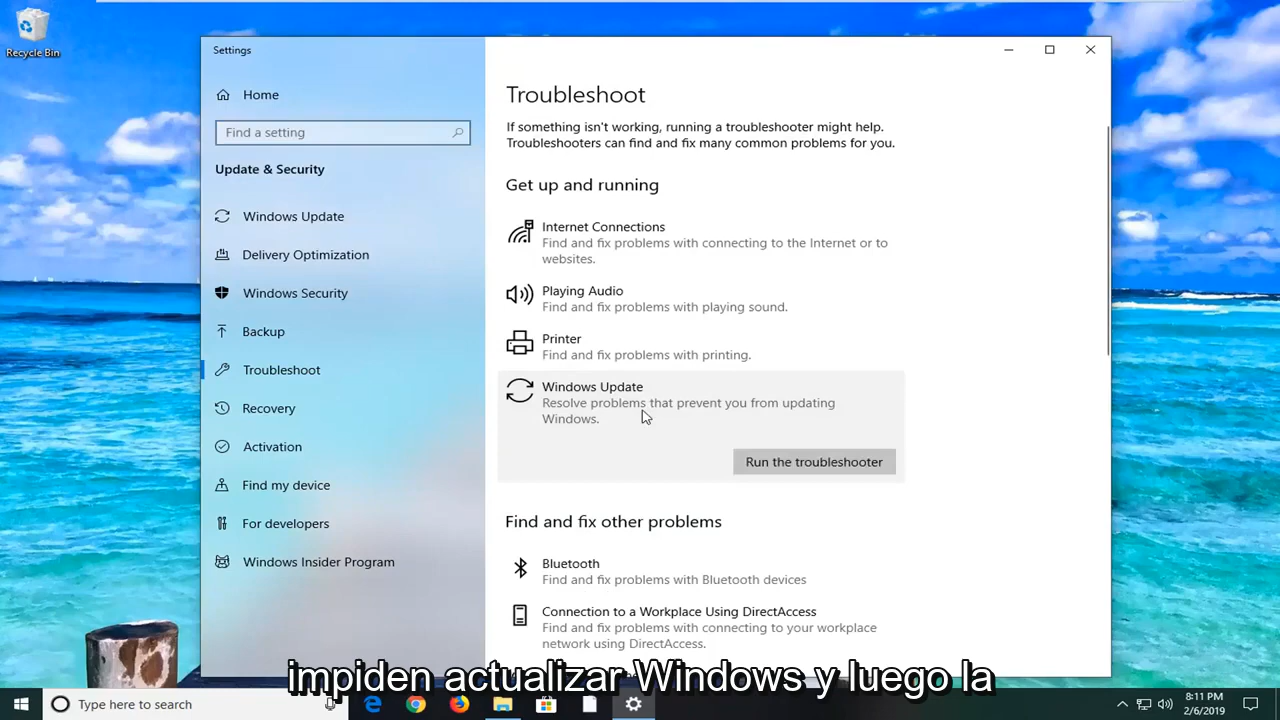 Recycle Bin
Settings
Home
Find a setting
Update & Security
Windows Update
Delivery Optimization
Windows Security
Backup
Troubleshoot
Recovery
Activation
Find my device
For developers
Windows Insider Program
Troubleshoot
If something isn't working, running a troubleshooter might help.
Troubleshooters can find and fix many common problems for you.
Get up and running
Internet Connections
Find and fix problems with connecting to the Internet or to
websites.
Playing Audio
Find and fix problems with playing sound.
Printer
Find and fix problems with printing.
Windows Update
Resolve problems that prevent you from updating
Windows.
Run the troubleshooter
Find and fix other problems
Bluetooth
Find and fix problems with Bluetooth devices
Connection to a Workplace Using DirectAccess
Find and fix problems with connecting to your workplace
network using DirectAccess.
impiden actualizar Windows y luego la
Type here to search
8:11 PM
2/6/2019